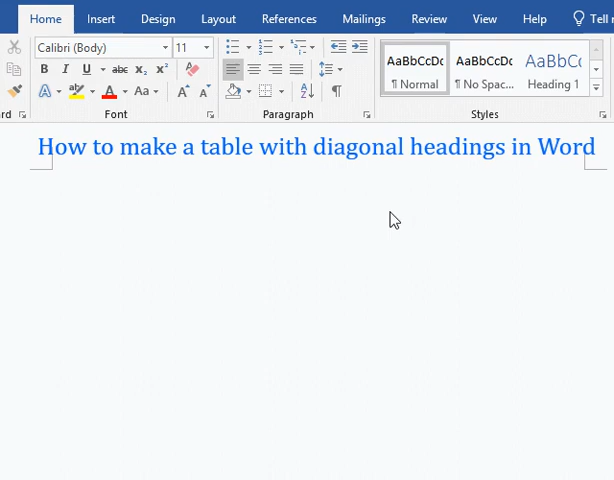 Home Insert Design Layout References Mailings Review View Help Tell
Calibri (Body) 11 AaBbCcDc AaBbCcDc AaBbCc
B I U abc x₂ x² ¶ Normal ¶ No Spac... Heading 1
A ab A Aa A A A Z ¶
rd Font Paragraph Styles
How to make a table with diagonal headings in Word